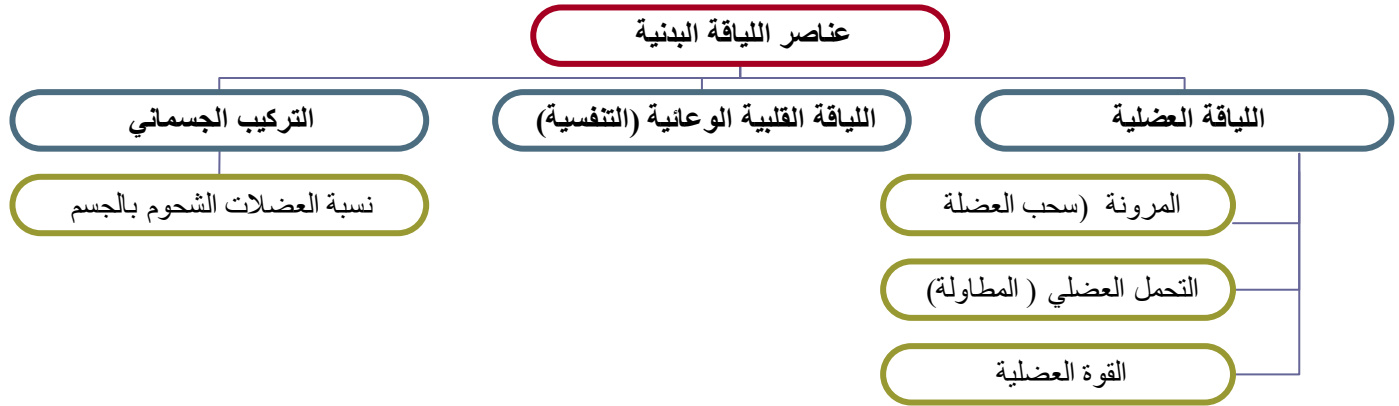 عناصر اللياقة البدنية
اللياقة العضلية
اللياقة القلبية الوعائية (التنفسية)
التركيب الجسماني
المرونة (سحب العضلة
نسبة العضلات الشحوم بالجسم
التحمل العضلي ( المطاولة)
القوة العضلية